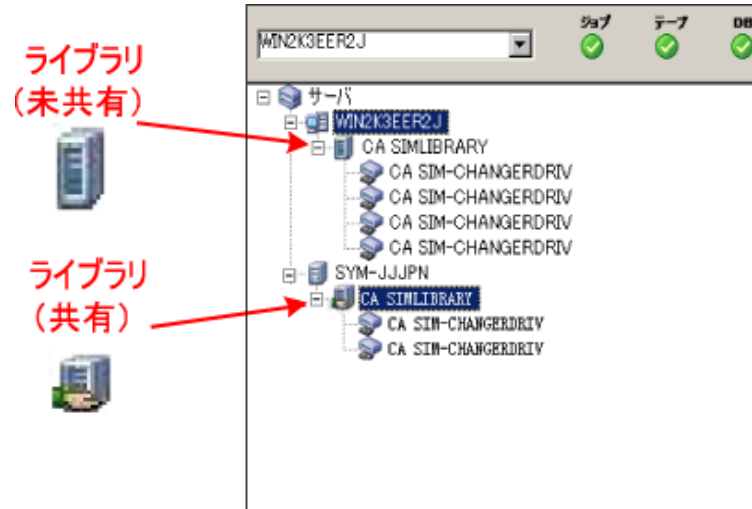 ライブラリ
(未共有)
ライブラリ
(共有)
WIN2K3EER2J
ジョブ
テープ
DB
サーバ
WIN2K3EER2J
CA SIMLIBRARY
CA SIM-CHANGERDRIV
CA SIM-CHANGERDRIV
CA SIM-CHANGERDRIV
CA SIM-CHANGERDRIV
SYM-JJJPN
CA SIMLIBRARY
CA SIM-CHANGERDRIV
CA SIM-CHANGERDRIV